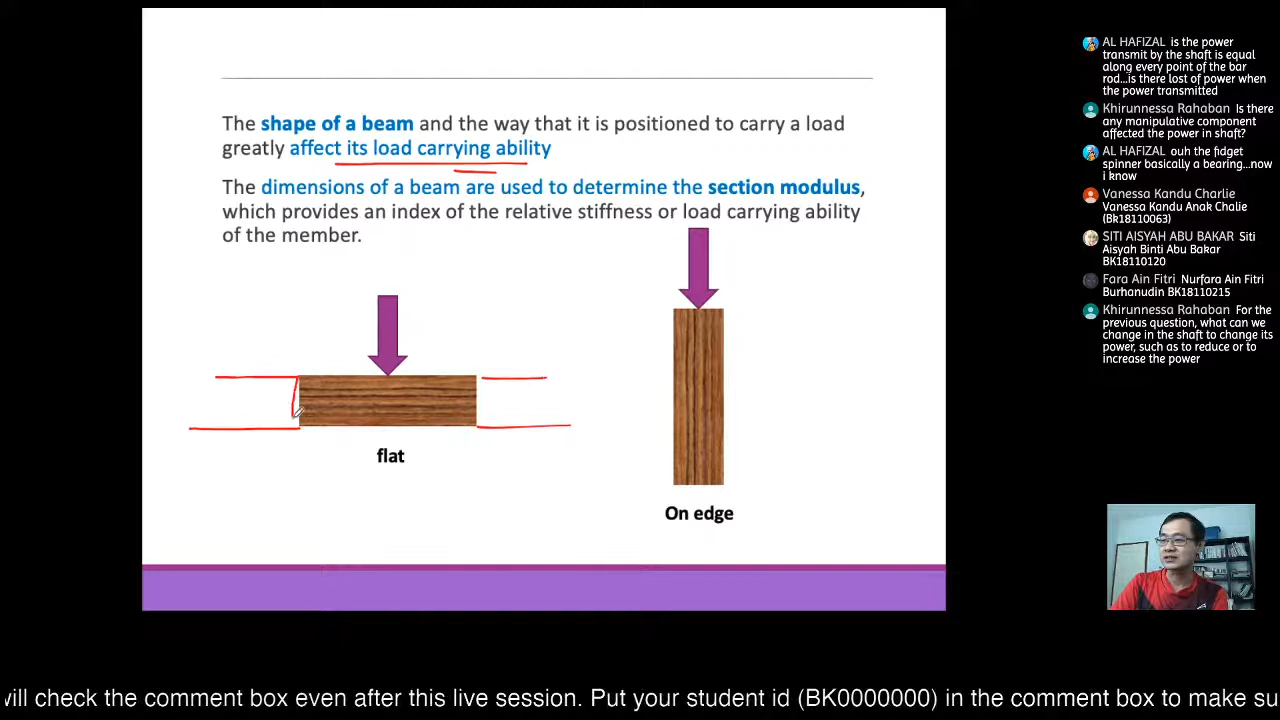 The shape of a beam and the way that it is positioned to carry a load
greatly affect its load carrying ability
The dimensions of a beam are used to determine the section modulus,
which provides an index of the relative stiffness or load carrying ability
of the member.
flat
On edge
AL HAFIZAL is the power
transmit by the shaft is equal
along every point of the bar
rod...is there lost of power when
the power transmitted
Khirunnessa Rahaban Is there
any manipulative component
affected the power in shaft?
AL HAFIZAL ouh the fidget
spinner basically a bearing...now
i know
Vanessa Kandu Charlie
Vanessa Kandu Anak Chalie
(Bk18110063)
SITI AISYAH ABU BAKAR Siti
Aisyah Binti Abu Bakar
BK18110120
Fara Ain Fitri Nurfara Ain Fitri
Burhanudin BK18110215
Khirunnessa Rahaban For the
previous question, what can we
change in the shaft to change its
power, such as to reduce or to
increase the power
will check the comment box even after this live session. Put your student id (BK0000000) in the comment box to make su